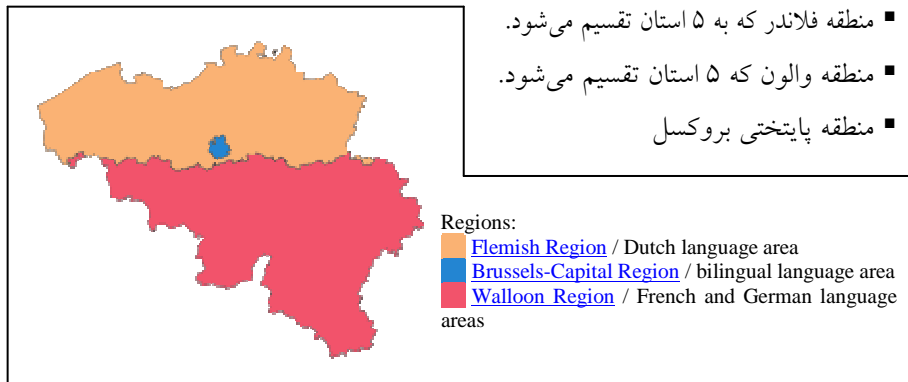 ▪ منطقه فلاندر که به ۵ استان تقسیم می‌شود.
▪ منطقه والون که ۵ استان تقسیم می‌شود.
▪ منطقه پایتختی بروکسل
Regions:
Flemish Region / Dutch language area
Brussels-Capital Region / bilingual language area
Walloon Region / French and German language
areas